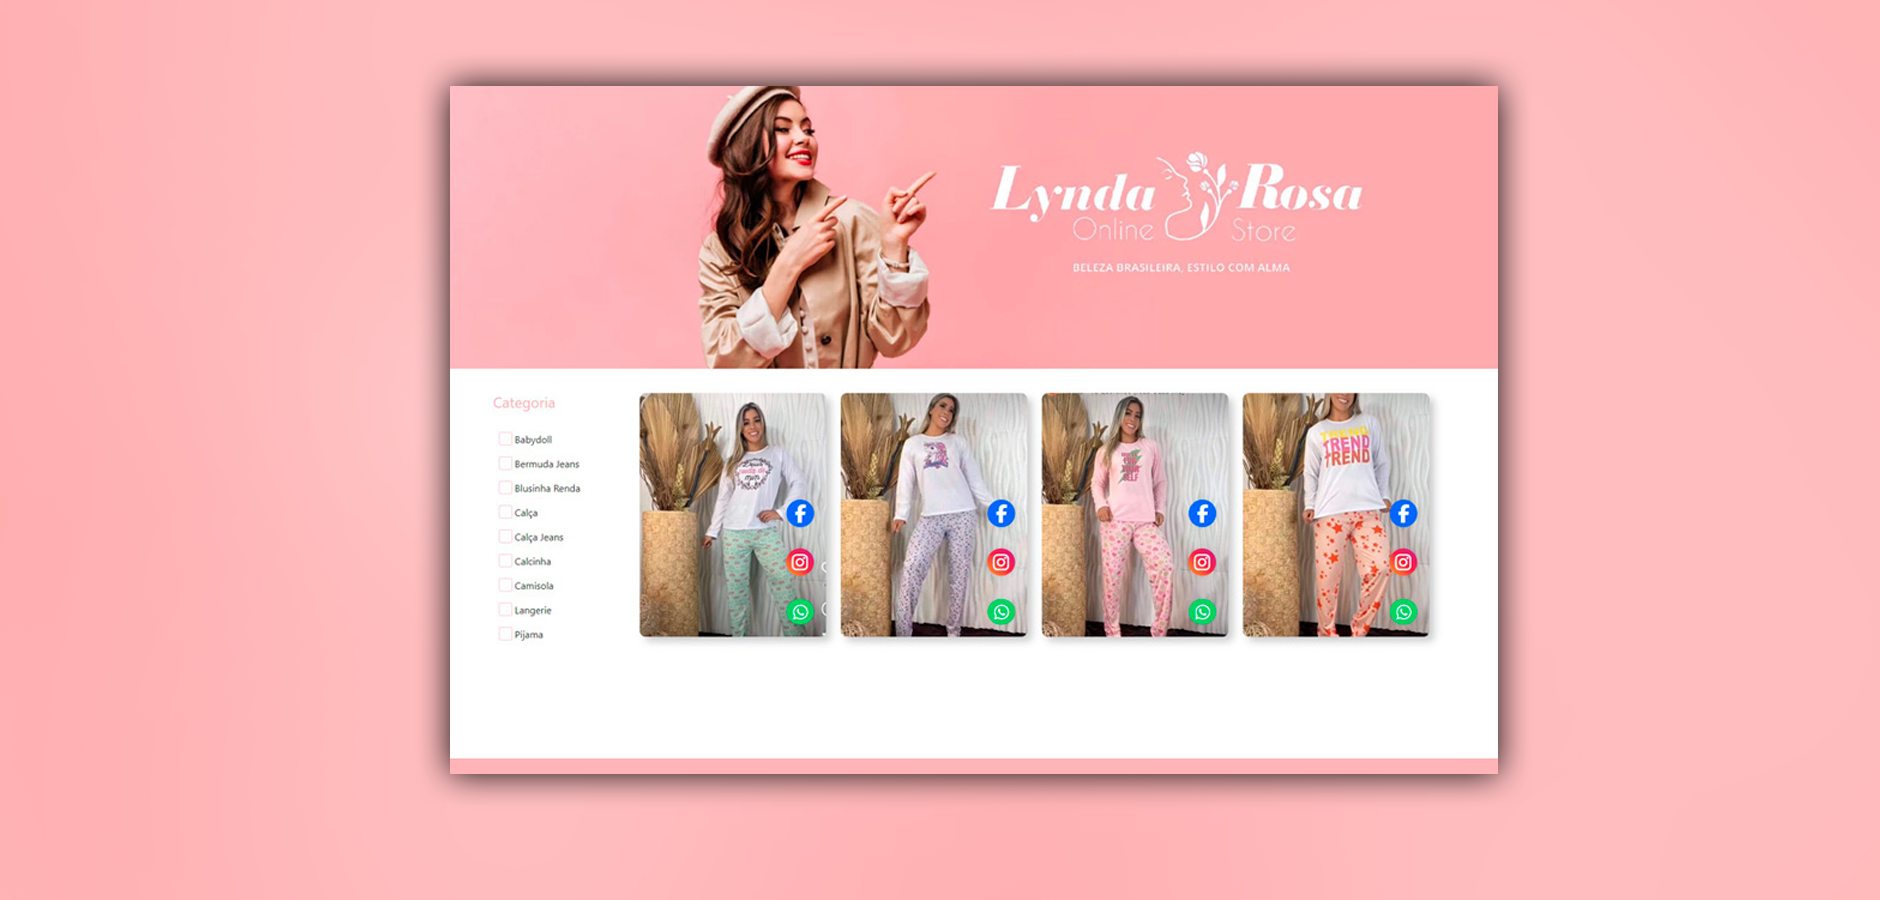 Lynda Rosa
Online Store
BELEZA BRASILEIRA, ESTILO COM ALMA
Categoria
Babydoll
Bermuda Jeans
Blusinha Renda
Calça
Calça Jeans
Calcinha
Camisola
Langerie
Pijama
SELF
TREND
TREND
TREND